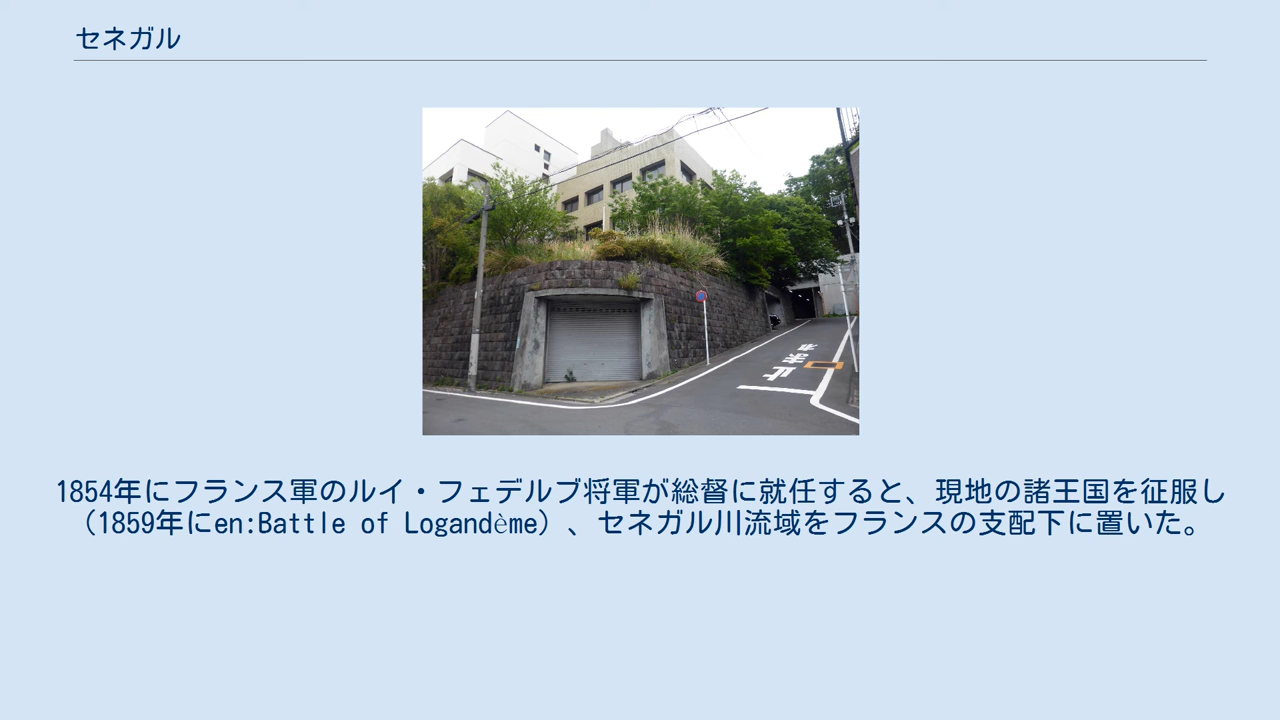 セネガル
止まれ
1854年にフランス軍のルイ・フェデルブ将軍が総督に就任すると、現地の諸王国を征服し
（1859年にen:Battle of Logandème）、セネガル川流域をフランスの支配下に置いた。